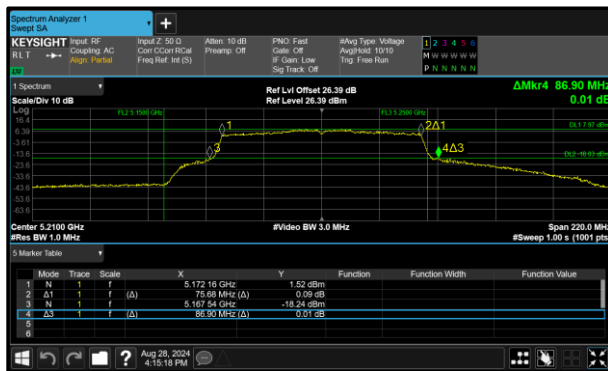 Spectrum Analyzer 1
Swept SA
+
KEYSIGHT Input: RF Input Z: 50 Ω Atten: 10 dB PNO: Fast #Avg Type: Voltage 1 2 3 4 5 6
RLT Coupling: AC Corr CCorr RCal Preamp: Off Gate: Off Avg|Hold: 10/10 M W W W W W
Align: Partial Freq Ref: Int (S) IF Gain: Low Trig: Free Run P N N N N N
Sig Track: Off
1 Spectrum Ref Lvl Offset 26.39 dB ΔMkr4 86.90 MHz
Scale/Div 10 dB Ref Level 26.39 dBm 0.01 dB
Log
16.4
6.39
-3.61
-13.6
-23.6
-33.6
-43.6
-53.6
-63.6
FL2 5.1500 GHz FL3 5.2500 GHz
DL1 7.97 dBm
1 2Δ1
3 4Δ3
DL2 -18.03 dBm
Center 5.2100 GHz #Video BW 3.0 MHz Span 220.0 MHz
#Res BW 1.0 MHz #Sweep 1.00 s (1001 pts)
5 Marker Table
Mode Trace Scale X Y Function Function Width Function Value
1 N 1 f 5.172 16 GHz 1.52 dBm
2 Δ1 1 f (Δ) 75.68 MHz (Δ) 0.09 dB
3 N 1 f 5.167 54 GHz -18.24 dBm
4 Δ3 1 f (Δ) 86.90 MHz (Δ) 0.01 dB
5
6
? Aug 28, 2024
4:15:18 PM